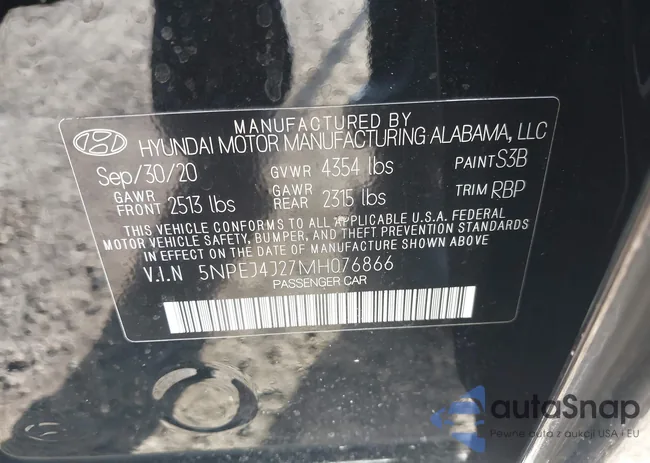 MANUFACTURED BY
HYUNDAI MOTOR MANUFACTURING ALABAMA, LLC
Sep/30/20 GVWR 4354 lbs PAINT S3B
GAWR FRONT 2513 lbs GAWR REAR 2315 lbs TRIM RBP
THIS VEHICLE CONFORMS TO ALL APPLICABLE U.S.A. FEDERAL
MOTOR VEHICLE SAFETY, BUMPER, AND THEFT PREVENTION STANDARDS
IN EFFECT ON THE DATE OF MANUFACTURE SHOWN ABOVE.
V.I.N 5NPEJ4J27MH076866
PASSENGER CAR
autoSnap
Pewne auta z aukcji USA i EU